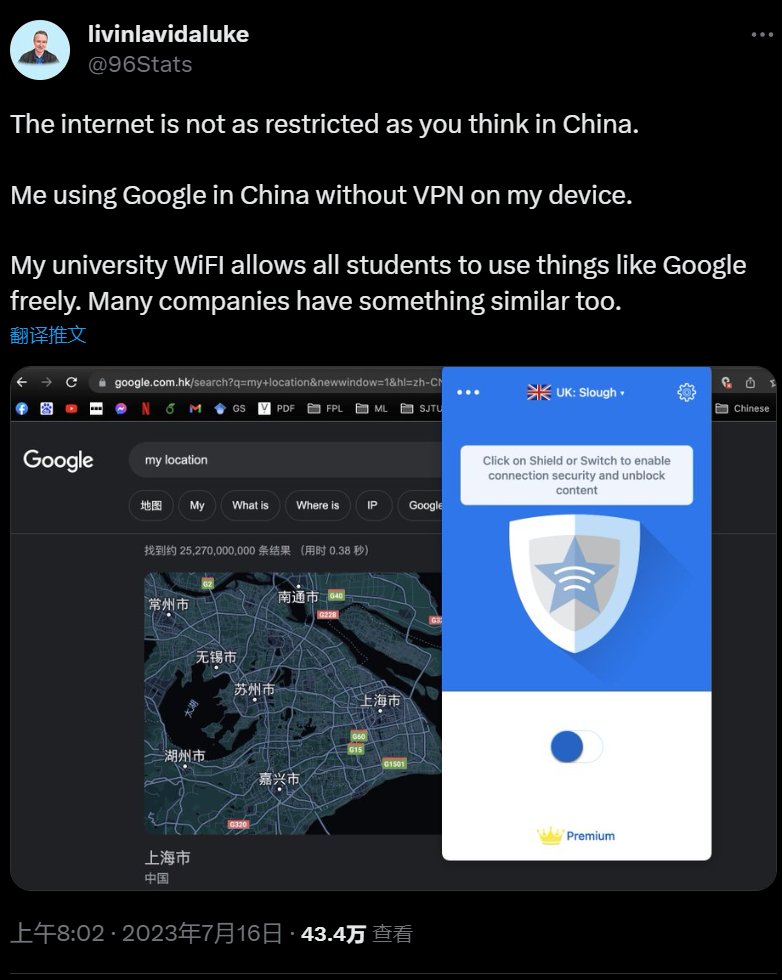 livinlavidaluke
@96Stats
The internet is not as restricted as you think in China.
Me using Google in China without VPN on my device.
My university WiFI allows all students to use things like Google
freely. Many companies have something similar too.
翻译推文
google.com.hk/search?q=my+location&newwindow=1&hl=zh-CN
UK: Slough
GS
PDF
FPL
ML
SJTU
Chinese
Google
my location
地图
My
What is
Where is
IP
Google
找到约 25,270,000,000 条结果 （用时 0.38 秒）
Click on Shield or Switch to enable
connection security and unblock
content
G2
常州市
南通市
G40
G228
无锡市
苏州市
太湖
上海市
G60
G15
湖州市
G1501
嘉兴市
G320
上海市
中国
Premium
上午8:02 · 2023年7月16日 · 43.4万 查看